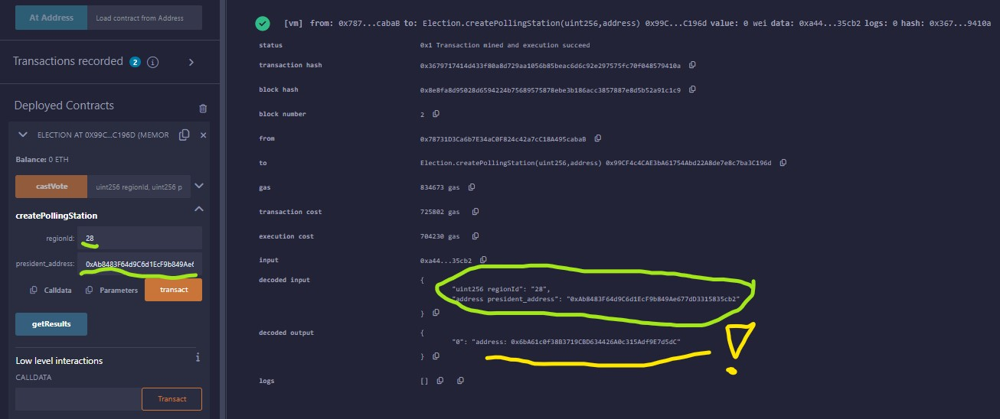 At Address
Load contract from Address
Transactions recorded 2 i
Deployed Contracts
ELECTION AT 0X99C...C196D (MEMOR
Balance: 0 ETH
castVote
uint256 regionId, uint256 p
createPollingStation
regionId: 28
president_address: 0xAb8483F64d9C6d1EcF9b849Ae6
Calldata Parameters transact
getResults
Low level interactions i
CALLDATA
Transact
[vm] from: 0x787...cabaB to: Election.createPollingStation(uint256,address) 0x99C...C196d value: 0 wei data: 0xa44...35cb2 logs: 0 hash: 0x367...9410a
status 0x1 Transaction mined and execution succeed
transaction hash 0x3679717414d433f80a8d729aa1056b85beac6d6c92e297575fc70f048579410a
block hash 0x8e8fa8d95028d6594224b75689575878ebe3b186acc3857887e8d5b52a91c1c9
block number 2
from 0x78731D3Ca6b7E34aC0F824c42a7cC18A495cabaB
to Election.createPollingStation(uint256,address) 0x99CF4c4CAE3bA61754Abd22A8de7e8c7ba3C196d
gas 834673 gas
transaction cost 725802 gas
execution cost 704230 gas
input 0xa44...35cb2
decoded input {
"uint256 regionId": "28",
"address president_address": "0xAb8483F64d9C6d1EcF9b849Ae677dD3315835cb2"
}
decoded output {
"0": "address: 0x6bA61c0f38B3719CBD634426A0c315Adf9E7d5dC"
}
!
logs []